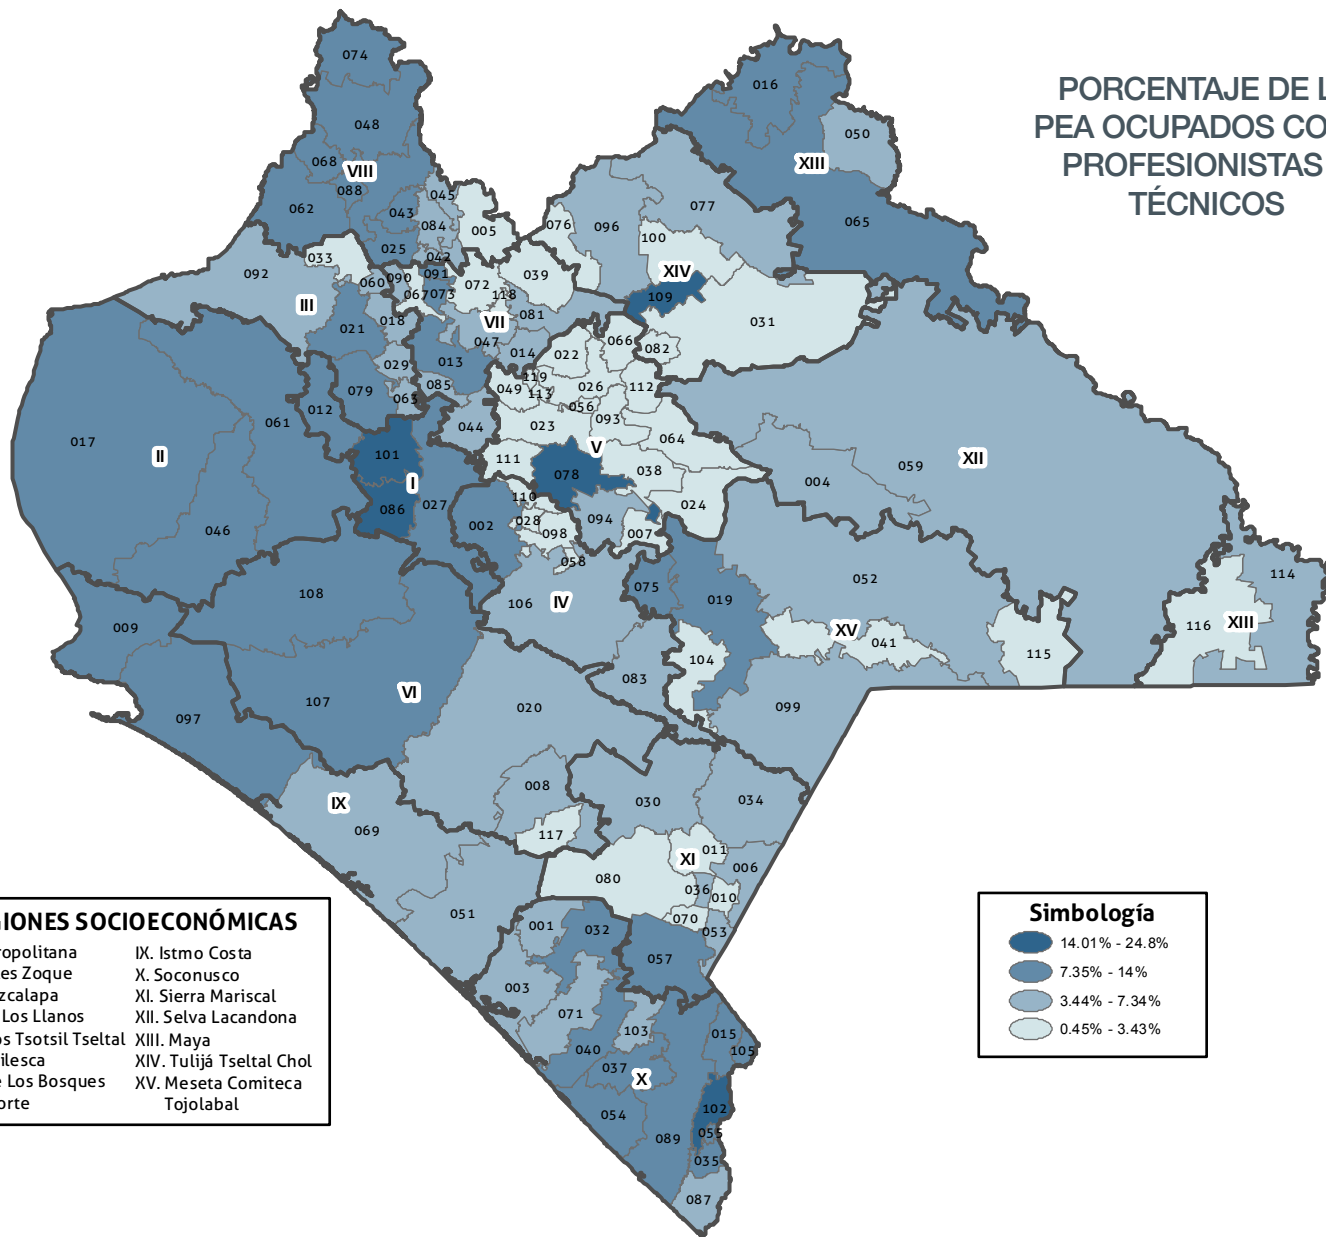 PORCENTAJE DE L
PEA OCUPADOS CO
PROFESIONISTAS
TÉCNICOS
074
048
068
VIII
088
062
043
025
045
084
005
042
016
050
XIII
065
076
096
077
100
XIV
109
031
082
092
033
060
090
091
067
073
072
039
118
III
018
021
VII
081
047
014
029
013
079
063
085
012
044
017
II
061
046
101
I
086
027
002
022
066
119
049
113
026
112
056
023
093
064
V
111
078
038
110
024
028
098
094
007
058
106
IV
075
019
083
104
XII
059
004
052
XV
041
115
099
114
116
XIII
009
097
108
107
VI
020
008
117
IX
069
051
030
034
XI
011
006
080
036
010
070
053
001
032
057
003
071
103
015
105
040
037
X
054
089
102
055
035
087
GIONES SOCIOECONÓMICAS
ropolitana
es Zoque
zcalapa
Los Llanos
os Tsotsil Tseltal
ilesca
e Los Bosques
orte
IX. Istmo Costa
X. Soconusco
XI. Sierra Mariscal
XII. Selva Lacandona
XIII. Maya
XIV. Tulijá Tseltal Chol
XV. Meseta Comiteca
Tojolabal
Simbología
14.01% - 24.8%
7.35% - 14%
3.44% - 7.34%
0.45% - 3.43%